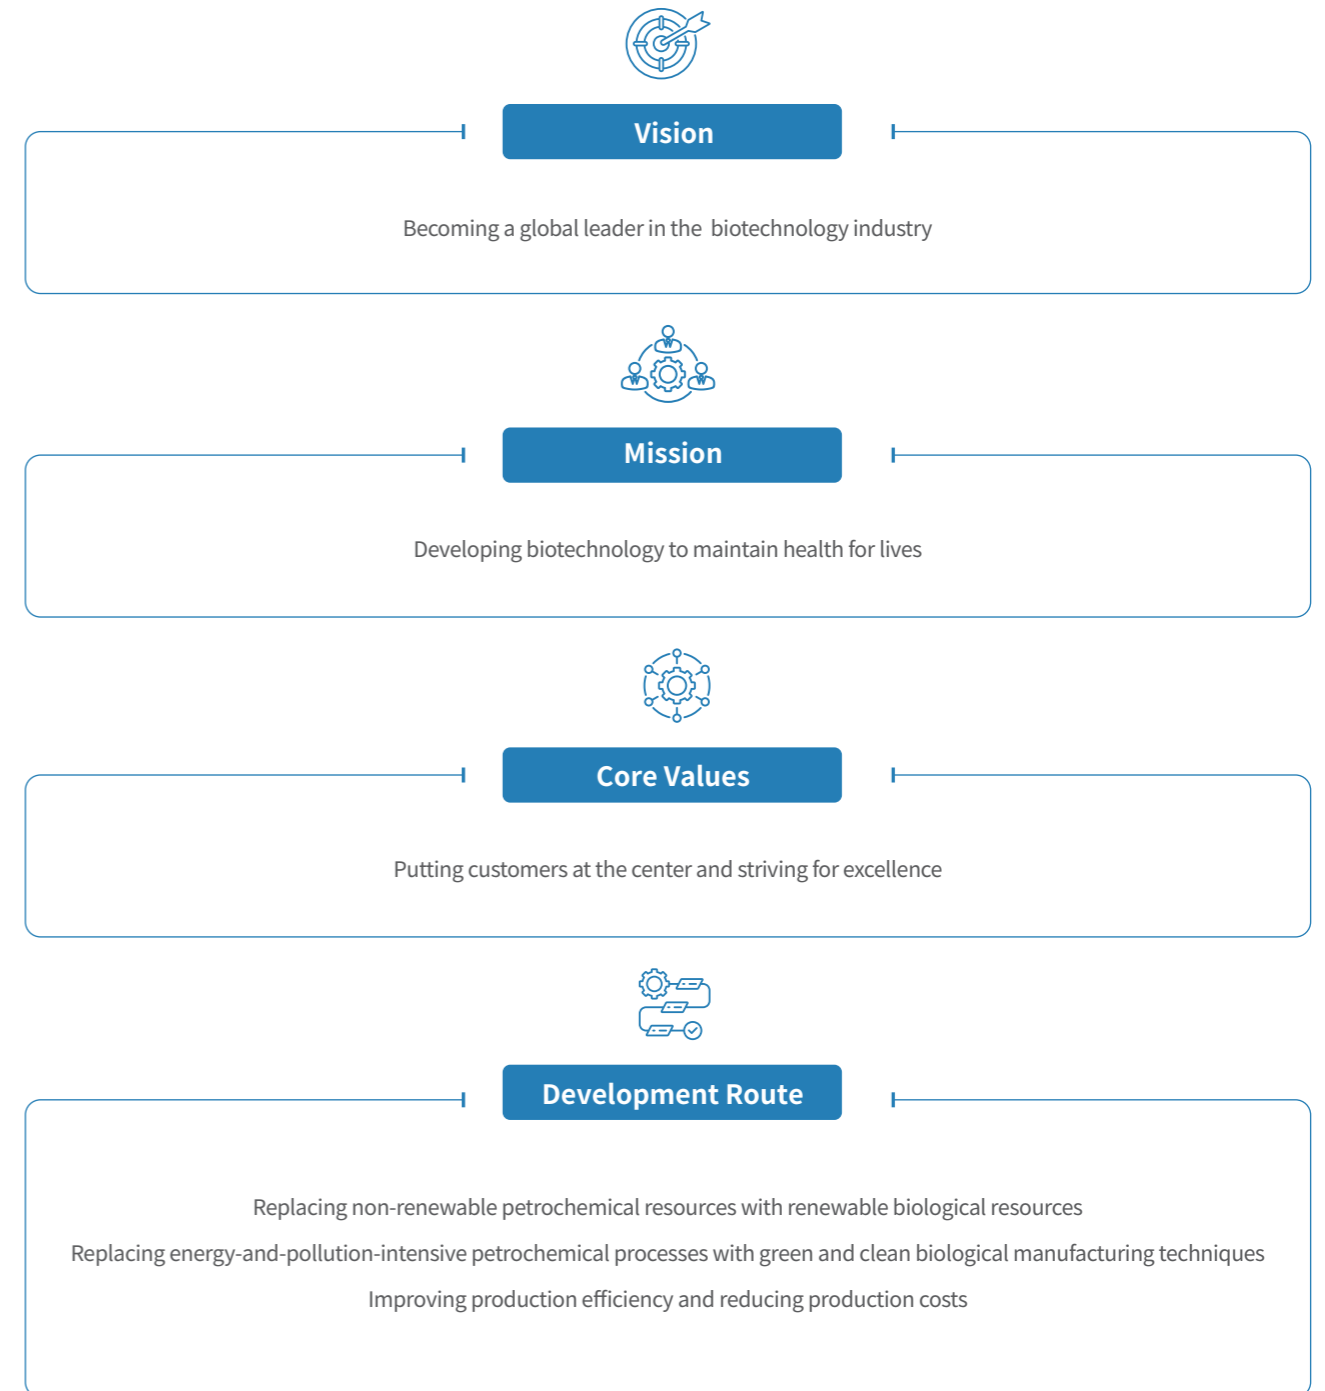 Vision
Becoming a global leader in the  biotechnology industry
Mission
Developing biotechnology to maintain health for lives
Core Values
Putting customers at the center and striving for excellence
Development Route
Replacing non-renewable petrochemical resources with renewable biological resources
Replacing energy-and-pollution-intensive petrochemical processes with green and clean biological manufacturing techniques
Improving production efficiency and reducing production costs